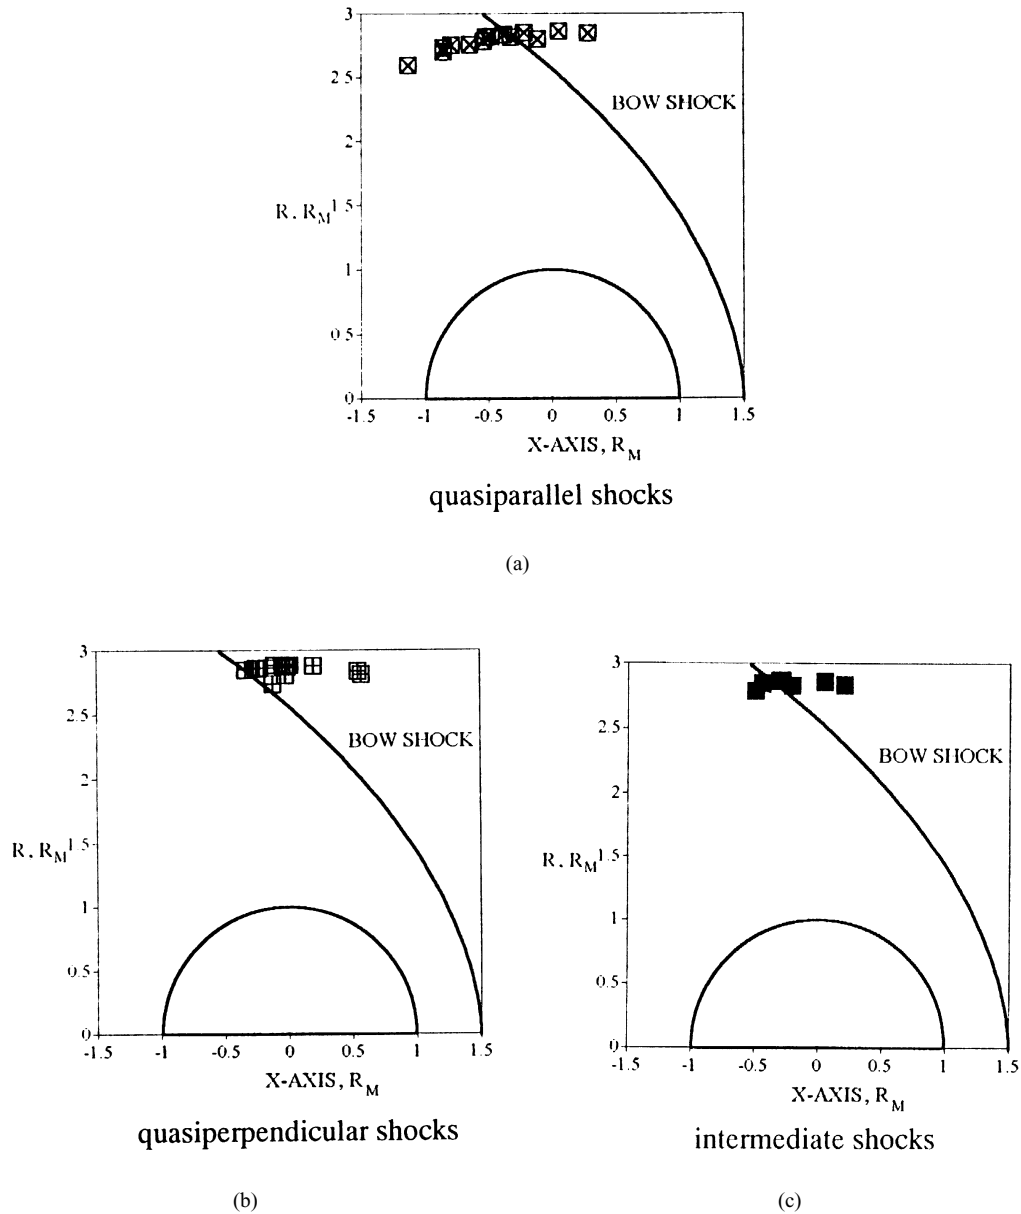 3
2.5
BOW SHOCK
2
R, R_M 1.5
1
0.5
0
-1.5 -1 -0.5 0 0.5 1 1.5
X-AXIS, R_M
quasiparallel shocks
(a)
3
2.5
BOW SHOCK
2
R, R_M 1.5
1
0.5
0
-1.5 -1 -0.5 0 0.5 1 1.5
X-AXIS, R_M
quasiperpendicular shocks
(b)
3
2.5
BOW SHOCK
2
R, R_M 1.5
1
0.5
0
-1.5 -1 -0.5 0 0.5 1 1.5
X-AXIS, R_M
intermediate shocks
(c)